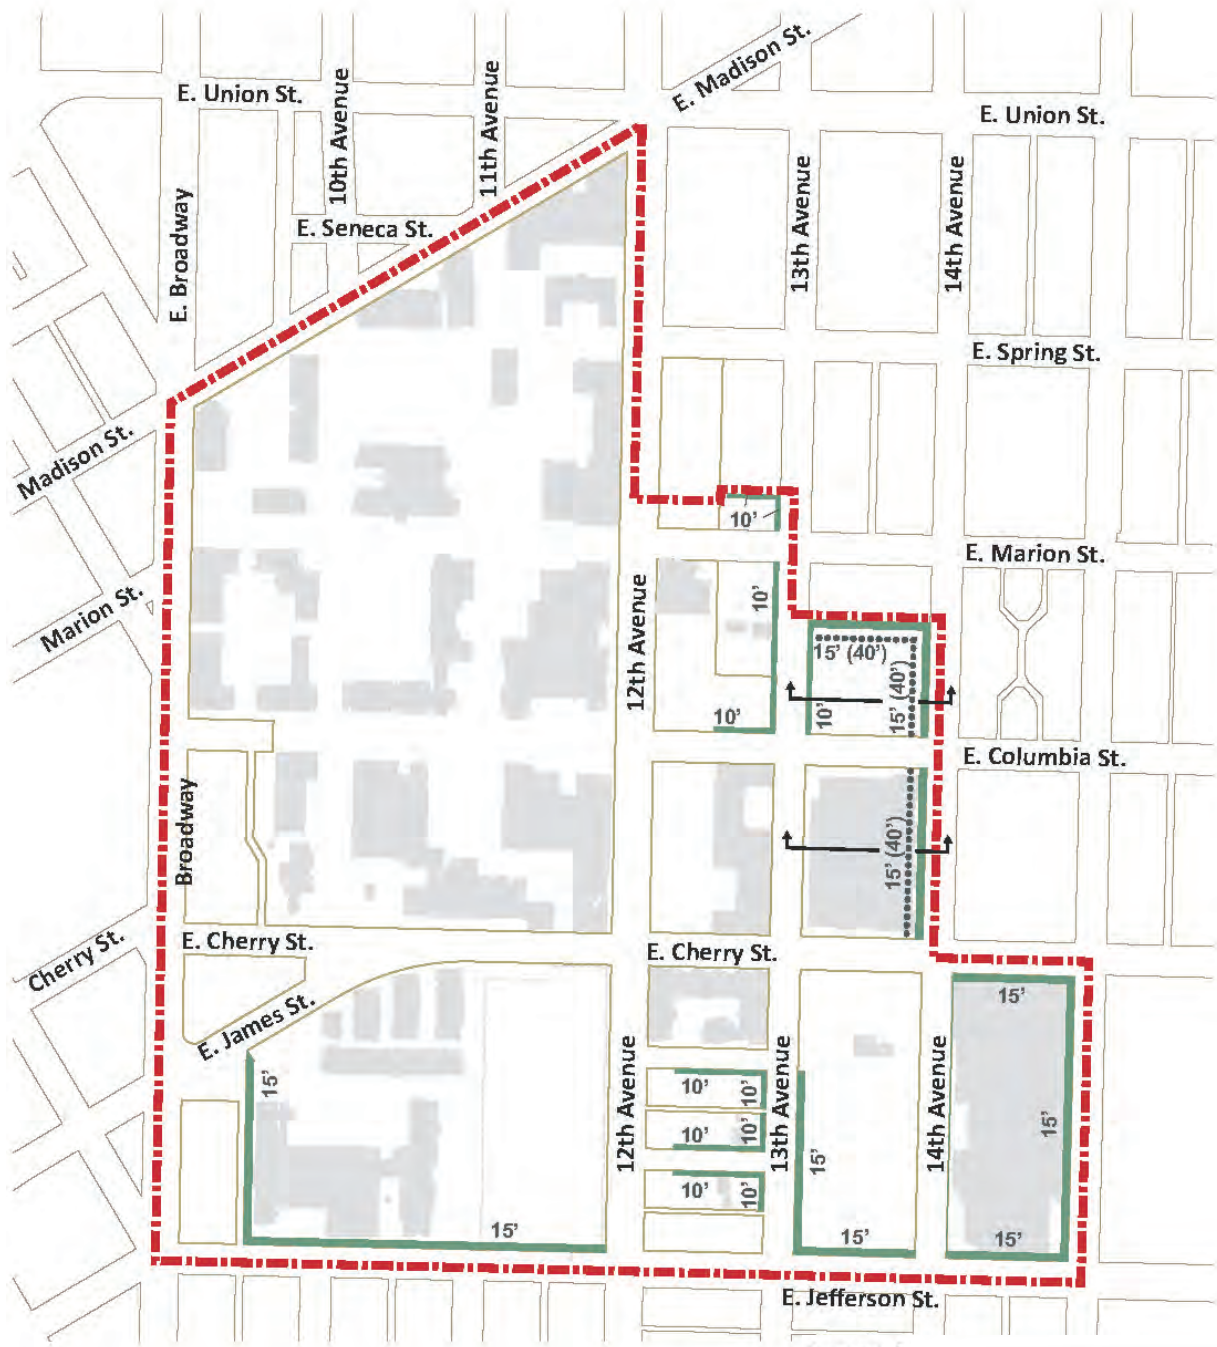 E. Madison St.
E. Union St.
E. Union St.
10th Avenue
11th Avenue
13th Avenue
14th Avenue
E. Broadway
E. Seneca St.
E. Spring St.
Madison St.
10'
E. Marion St.
Marion St.
12th Avenue
10'
15' (40')
15' (40')
10'
10'
E. Columbia St.
Broadway
15' (40')
E. Cherry St.
E. Cherry St.
Cherry St.
15'
E. James St.
12th Avenue
13th Avenue
14th Avenue
15'
10'
10'
10'
10'
15'
15'
10'
10'
15'
15'
15'
E. Jefferson St.